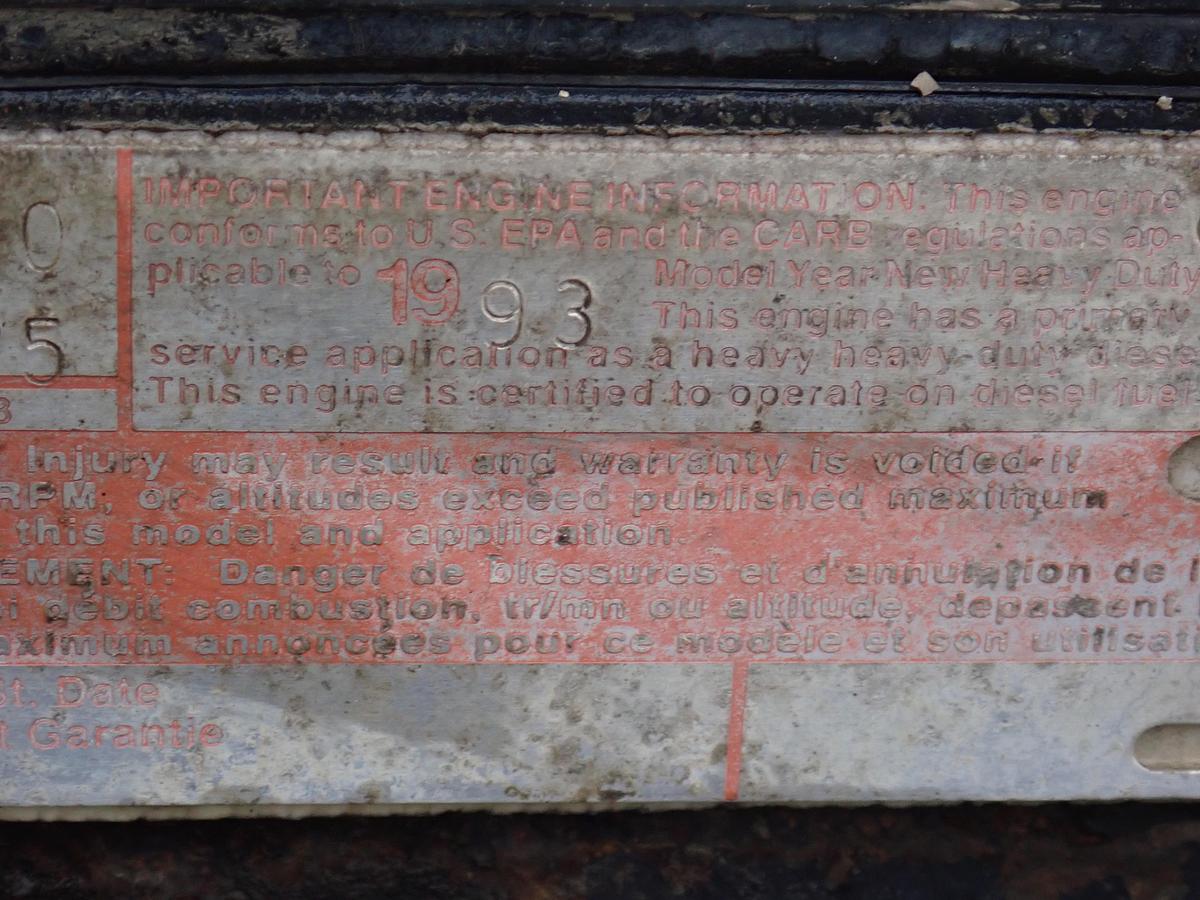 0
5
3
IMPORTANT ENGINE INFORMATION: This engine
conforms to U.S. EPA and the CARB regulations ap-
plicable to 1993 Model Year New Heavy Duty
This engine has a primary
service application as a heavy heavy-duty diese
This engine is certified to operate on diesel fuel
Injury may result and warranty is voided if
RPM, or altitudes exceed published maximum
this model and application.
EMENT: Danger de blessures et d'annulation de l
i débit combustion, tr/mn ou altitude, dépassent
aximum annoncées pour ce modèle et son utilisati
St. Date
t Garantie